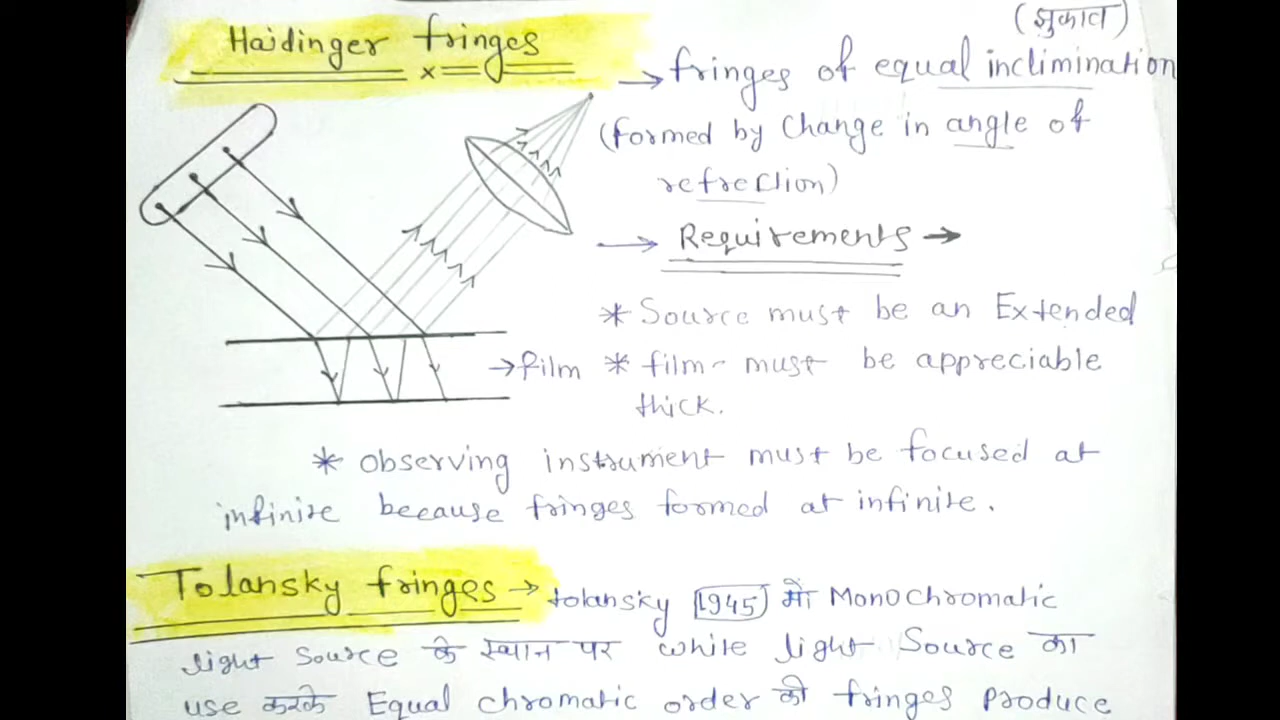 (झुकाव)
Haidinger fringes
→ fringes of equal inclimination
(formed by change in angle of
refrection)
→ Requirements →
* Source must be an Extended
→ film * film must be appreciable
thick.
* observing instrument must be focused at
infinite because fringes formed at infinite.
Tolansky fringes → tolansky 1945 मे Monochromatic
light source के स्थान पर white light source का
use करके Equal chromatic order की fringes produce